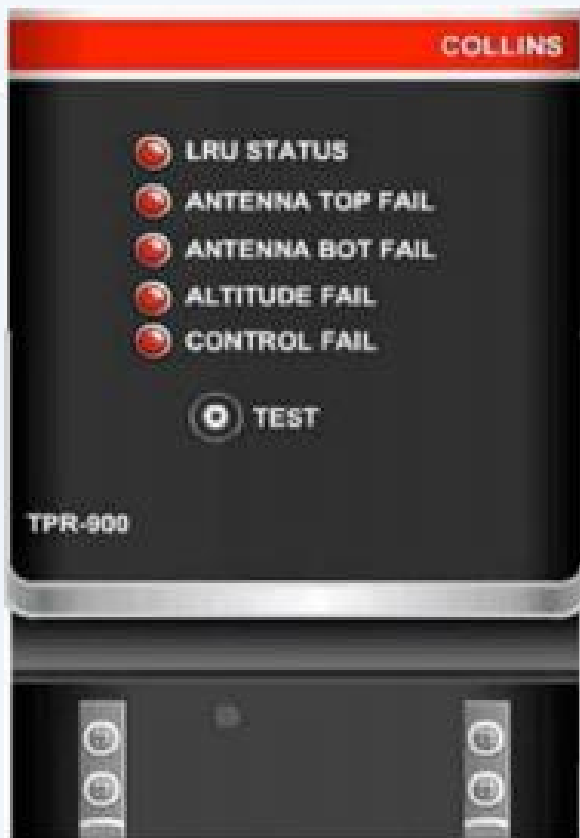 COLLINS
LRU STATUS
ANTENNA TOP FAIL
ANTENNA BOT FAIL
ALTITUDE FAIL
CONTROL FAIL
TEST
TPR-900